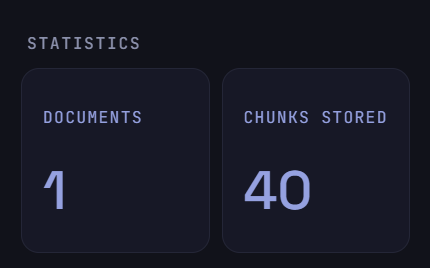 STATISTICS
DOCUMENTS
1
CHUNKS STORED
40